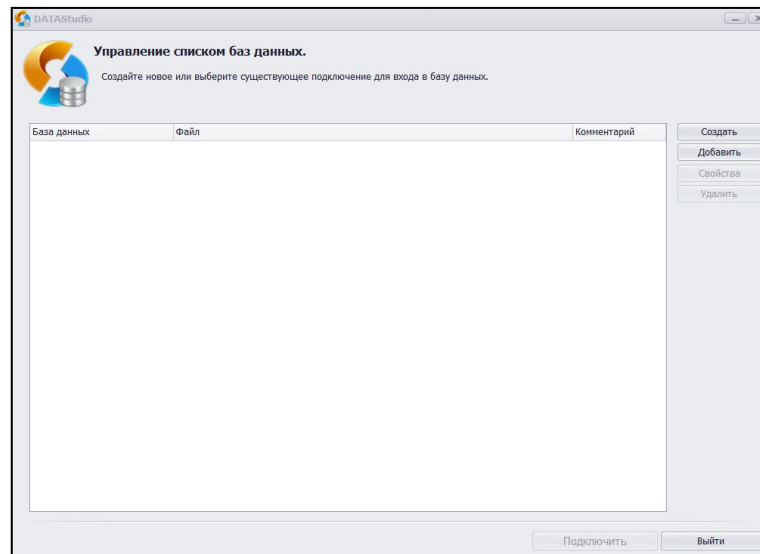 DATAStudio
Управление списком баз данных.
Создайте новое или выберите существующее подключение для входа в базу данных.
База данных Файл Комментарий
Создать
Добавить
Свойства
Удалить
Подключить Выйти